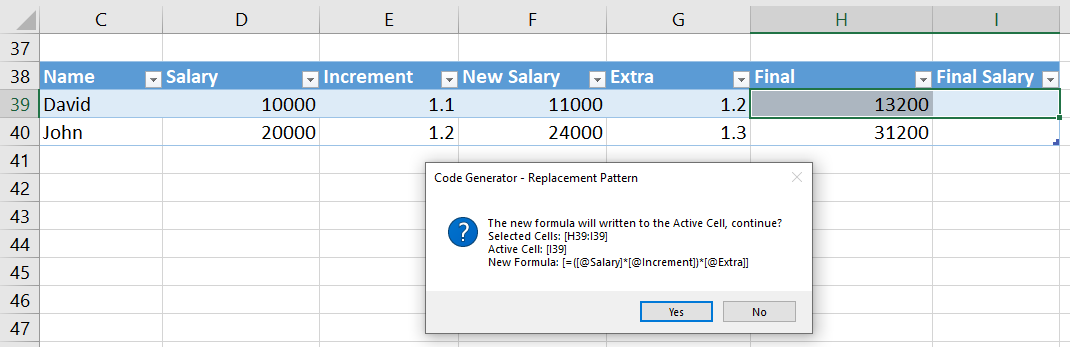 C D E F G H I
37
38 Name Salary Increment New Salary Extra Final Final Salary
39 David 10000 1.1 11000 1.2 13200
40 John 20000 1.2 24000 1.3 31200
41
42
43
44
45
46
47
Code Generator - Replacement Pattern
The new formula will written to the Active Cell, continue?
Selected Cells: [H39:I39]
Active Cell: [I39]
New Formula: [=([@Salary]*[@Increment])*[@Extra]]
Yes No